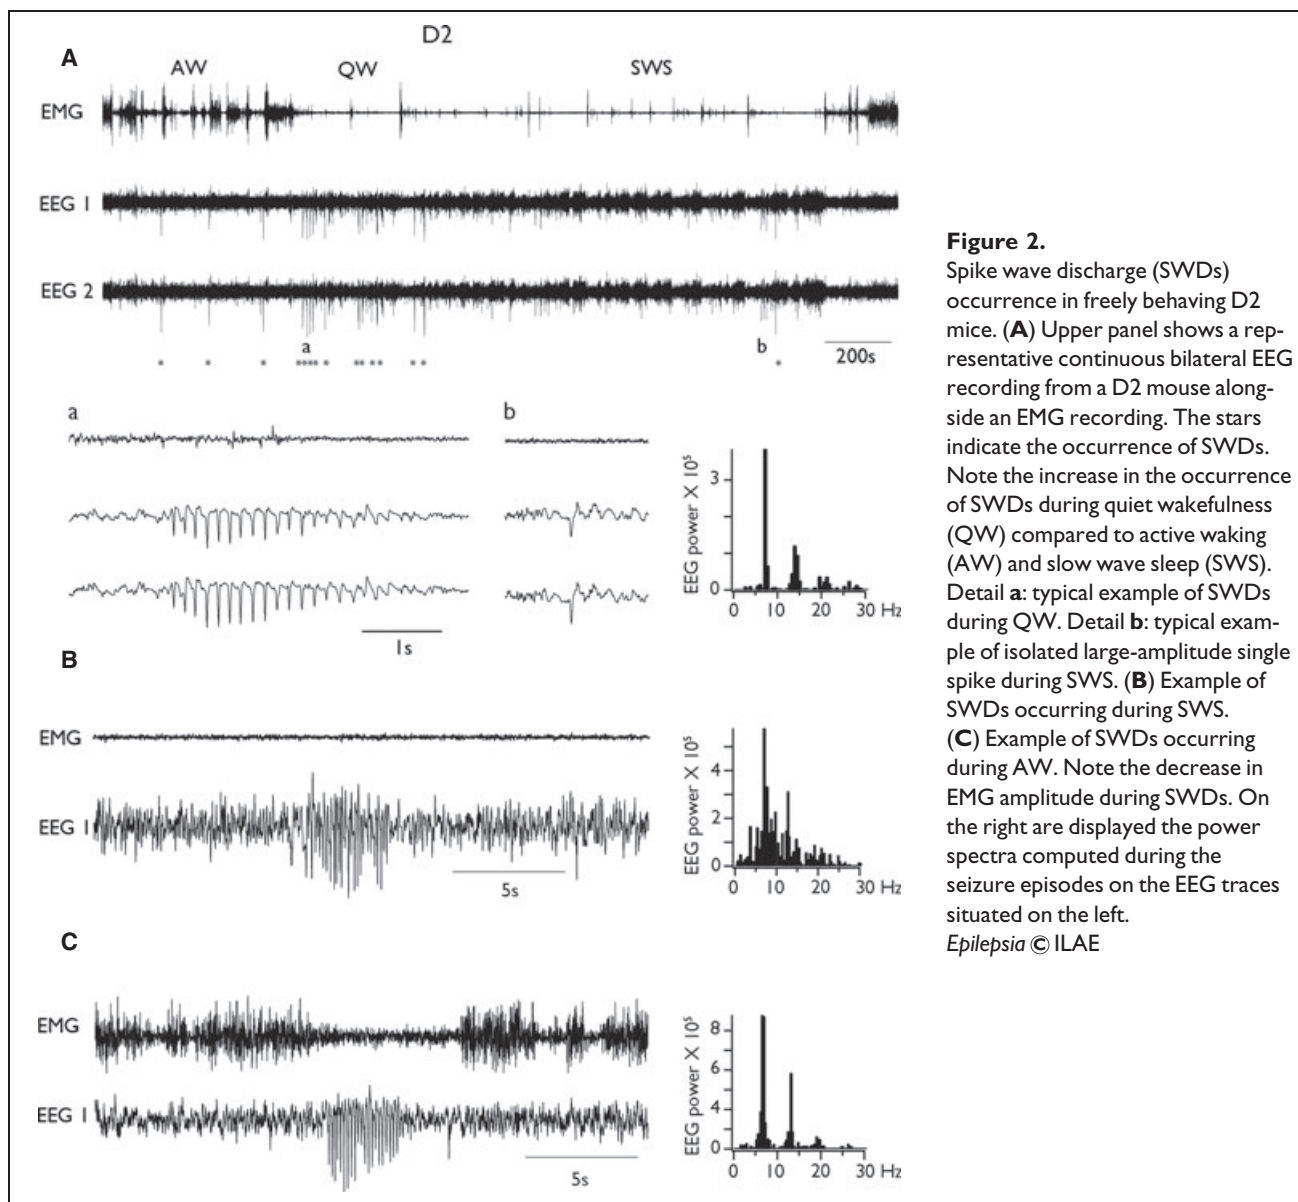 D2
A
AW QW SWS
EMG
EEG 1
EEG 2
a b
* * * ***** * ** *** * * *
200s
a b
EEG power X 10⁵
3
0
0 10 20 30 Hz
1s
B
EMG
EEG 1
5s
EEG power X 10⁵
4
2
0
0 10 20 30 Hz
C
EMG
EEG 1
5s
EEG power X 10⁵
8
6
4
0
0 10 20 30 Hz
Figure 2.
Spike wave discharge (SWDs)
occurrence in freely behaving D2
mice. (A) Upper panel shows a rep-
resentative continuous bilateral EEG
recording from a D2 mouse along-
side an EMG recording. The stars
indicate the occurrence of SWDs.
Note the increase in the occurrence
of SWDs during quiet wakefulness
(QW) compared to active waking
(AW) and slow wave sleep (SWS).
Detail a: typical example of SWDs
during QW. Detail b: typical exam-
ple of isolated large-amplitude single
spike during SWS. (B) Example of
SWDs occurring during SWS.
(C) Example of SWDs occurring
during AW. Note the decrease in
EMG amplitude during SWDs. On
the right are displayed the power
spectra computed during the
seizure episodes on the EEG traces
situated on the left.
Epilepsia © ILAE